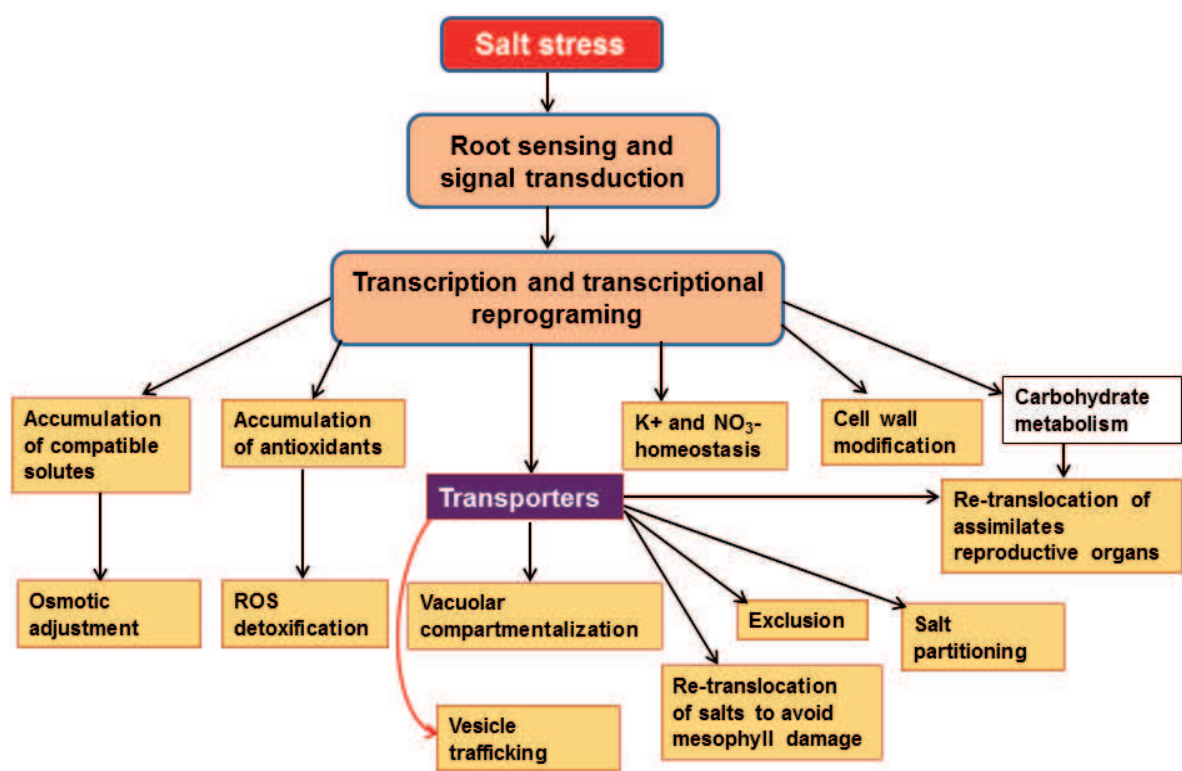 Salt stress
Root sensing and
signal transduction
Transcription and transcriptional
reprograming
Accumulation
of compatible
solutes
Accumulation
of antioxidants
K+ and NO₃-
homeostasis
Cell wall
modification
Carbohydrate
metabolism
Transporters
Re-translocation of
assimilates
reproductive organs
Osmotic
adjustment
ROS
detoxification
Vacuolar
compartmentalization
Exclusion
Salt
partitioning
Re-translocation
of salts to avoid
mesophyll damage
Vesicle
trafficking